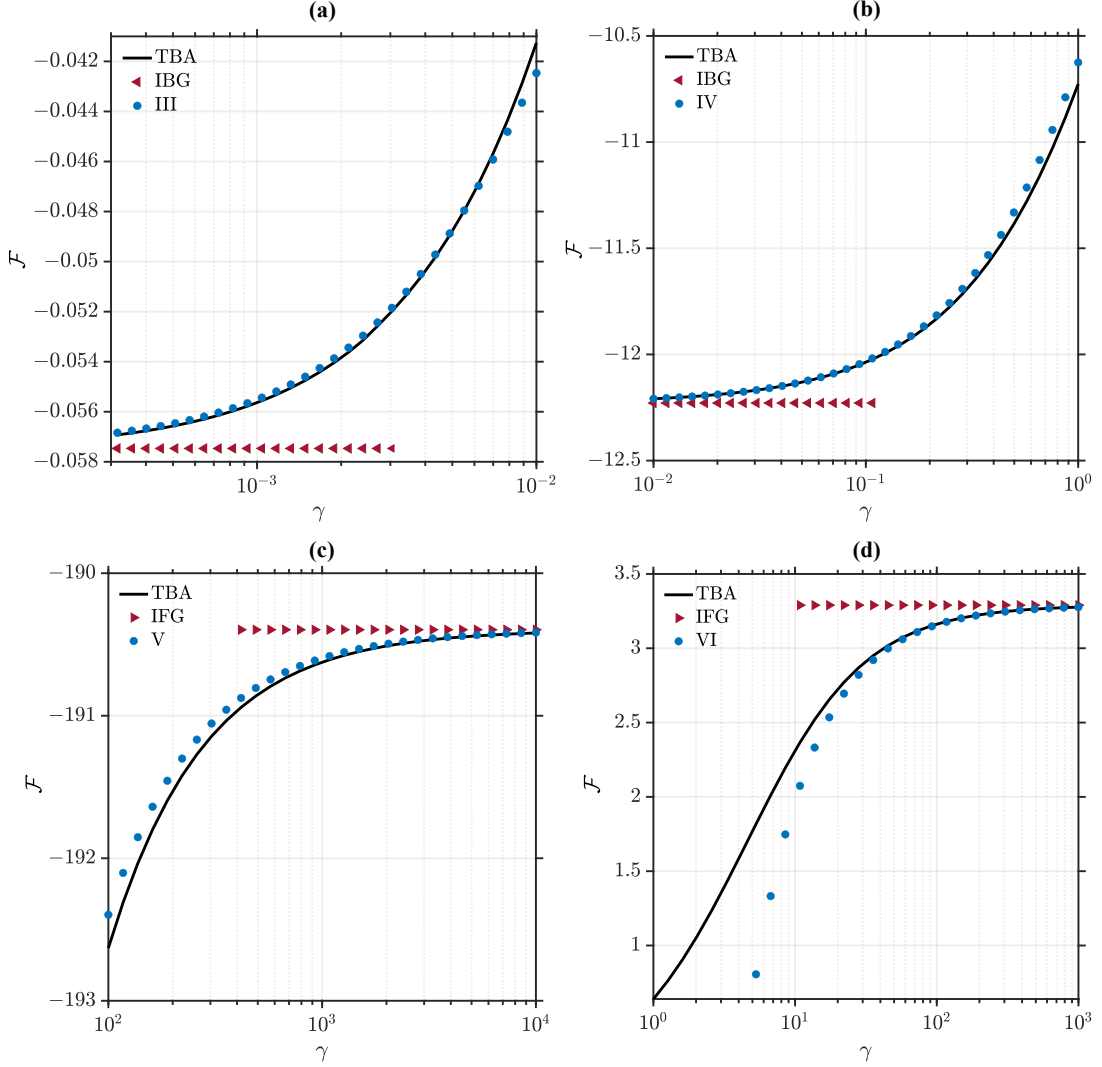 (a)
TBA
IBG
III
−0.042
−0.044
−0.046
−0.048
−0.05
−0.052
−0.054
−0.056
−0.058
ℱ
10⁻³
10⁻²
γ
(b)
TBA
IBG
IV
−10.5
−11
−11.5
−12
−12.5
ℱ
10⁻²
10⁻¹
10⁰
γ
(c)
TBA
IFG
V
−190
−191
−192
−193
ℱ
10²
10³
10⁴
γ
(d)
TBA
IFG
VI
3.5
3
2.5
2
1.5
1
ℱ
10⁰
10¹
10²
10³
γ